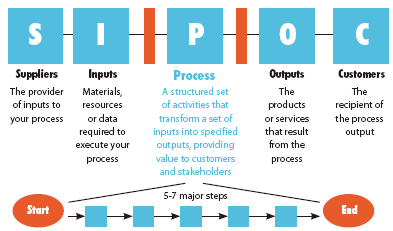 S I P O C
Suppliers
The provider
of inputs to
your process
Inputs
Materials,
resources
or data
required to
execute your
process
Process
A structured set
of activities that
transform a set of
inputs into specified
outputs, providing
value to customers
and stakeholders
Outputs
The
products
or services
that result
from the
process
Customers
The
recipient of
the process
output
5-7 major steps
Start
End